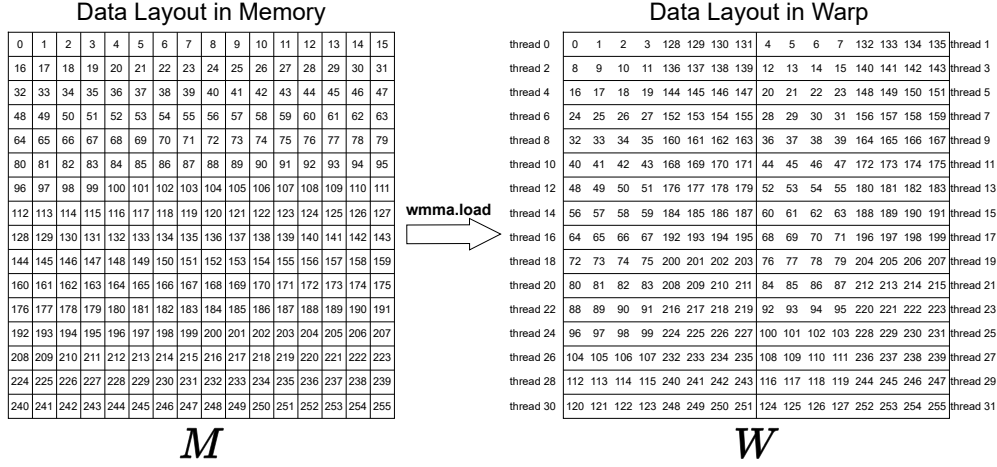 Data Layout in Memory Data Layout in Warp
0 1 2 3 4 5 6 7 8 9 10 11 12 13 14 15 thread 0 0 1 2 3 128 129 130 131 4 5 6 7 132 133 134 135 thread 1
16 17 18 19 20 21 22 23 24 25 26 27 28 29 30 31 thread 2 8 9 10 11 136 137 138 139 12 13 14 15 140 141 142 143 thread 3
32 33 34 35 36 37 38 39 40 41 42 43 44 45 46 47 thread 4 16 17 18 19 144 145 146 147 20 21 22 23 148 149 150 151 thread 5
48 49 50 51 52 53 54 55 56 57 58 59 60 61 62 63 thread 6 24 25 26 27 152 153 154 155 28 29 30 31 156 157 158 159 thread 7
64 65 66 67 68 69 70 71 72 73 74 75 76 77 78 79 thread 8 32 33 34 35 160 161 162 163 36 37 38 39 164 165 166 167 thread 9
80 81 82 83 84 85 86 87 88 89 90 91 92 93 94 95 thread 10 40 41 42 43 168 169 170 171 44 45 46 47 172 173 174 175 thread 11
96 97 98 99 100 101 102 103 104 105 106 107 108 109 110 111 thread 12 48 49 50 51 176 177 178 179 52 53 54 55 180 181 182 183 thread 13
112 113 114 115 116 117 118 119 120 121 122 123 124 125 126 127 wmma.load thread 14 56 57 58 59 184 185 186 187 60 61 62 63 188 189 190 191 thread 15
128 129 130 131 132 133 134 135 136 137 138 139 140 141 142 143 thread 16 64 65 66 67 192 193 194 195 68 69 70 71 196 197 198 199 thread 17
144 145 146 147 148 149 150 151 152 153 154 155 156 157 158 159 thread 18 72 73 74 75 200 201 202 203 76 77 78 79 204 205 206 207 thread 19
160 161 162 163 164 165 166 167 168 169 170 171 172 173 174 175 thread 20 80 81 82 83 208 209 210 211 84 85 86 87 212 213 214 215 thread 21
176 177 178 179 180 181 182 183 184 185 186 187 188 189 190 191 thread 22 88 89 90 91 216 217 218 219 92 93 94 95 220 221 222 223 thread 23
192 193 194 195 196 197 198 199 200 201 202 203 204 205 206 207 thread 24 96 97 98 99 224 225 226 227 100 101 102 103 228 229 230 231 thread 25
208 209 210 211 212 213 214 215 216 217 218 219 220 221 222 223 thread 26 104 105 106 107 232 233 234 235 108 109 110 111 236 237 238 239 thread 27
224 225 226 227 228 229 230 231 232 233 234 235 236 237 238 239 thread 28 112 113 114 115 240 241 242 243 116 117 118 119 244 245 246 247 thread 29
240 241 242 243 244 245 246 247 248 249 250 251 252 253 254 255 thread 30 120 121 122 123 248 249 250 251 124 125 126 127 252 253 254 255 thread 31
M W